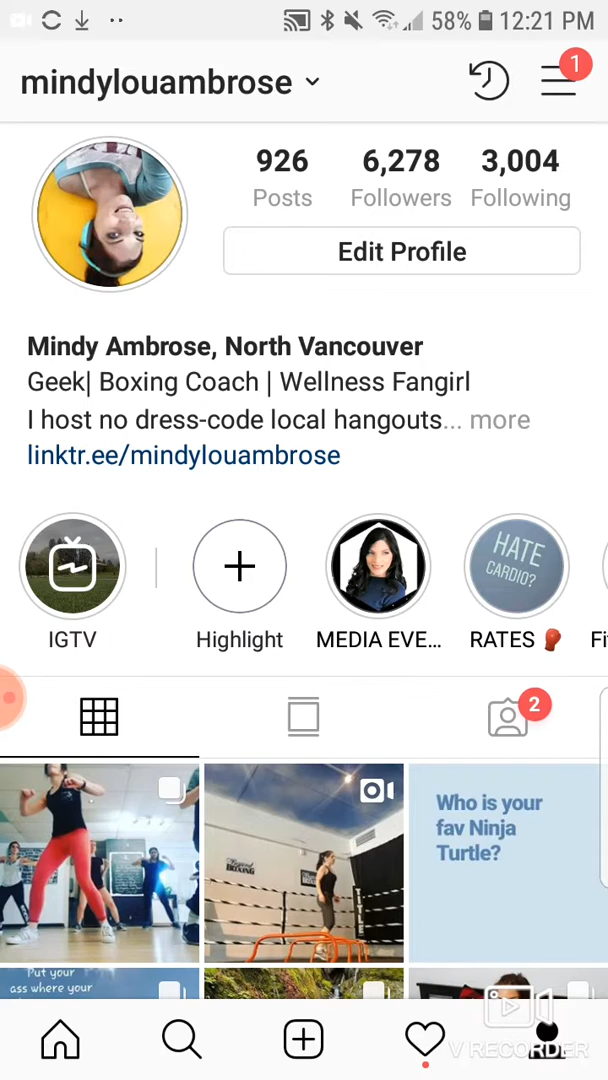 58% 12:21 PM
mindylouambrose
1
926 6,278 3,004
Posts Followers Following
Edit Profile
Mindy Ambrose, North Vancouver
Geek| Boxing Coach | Wellness Fangirl
I host no dress-code local hangouts... more
linktr.ee/mindylouambrose
HATE
CARDIO?
IGTV Highlight MEDIA EVE... RATES Fi
2
Who is your
fav Ninja
Turtle?
BOXING
Put your
ass where your
V RECORDER